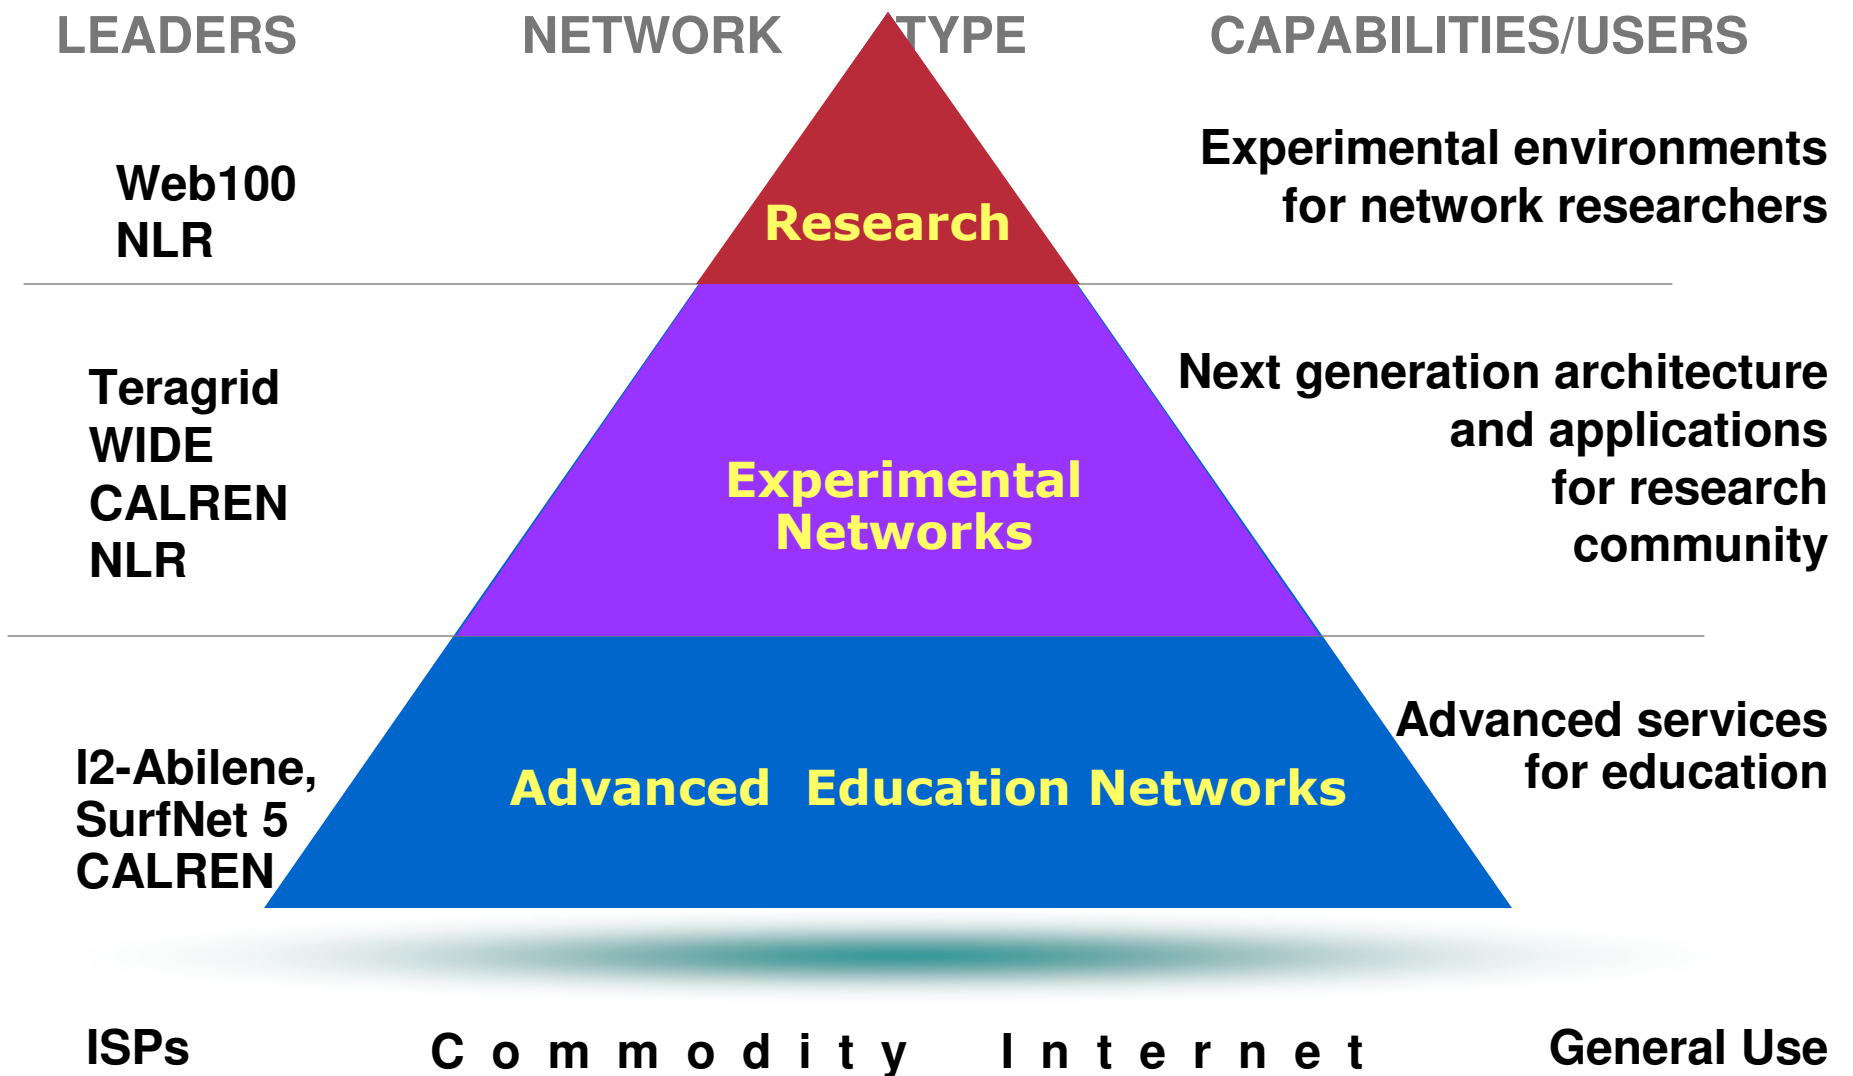 LEADERS NETWORK TYPE CAPABILITIES/USERS
Web100
NLR
Research
Experimental environments
for network researchers
Teragrid
WIDE
CALREN
NLR
Experimental
Networks
Next generation architecture
and applications
for research
community
I2-Abilene,
SurfNet 5
CALREN
Advanced Education Networks
Advanced services
for education
ISPs Commodity Internet General Use